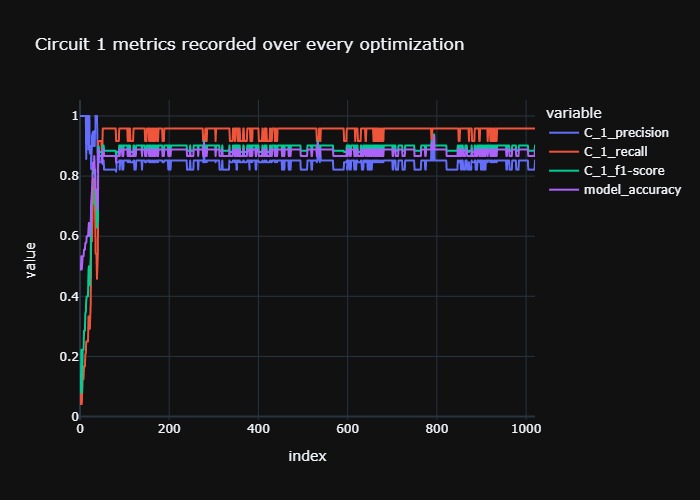 Circuit 1 metrics recorded over every optimization
variable
C_1_precision
C_1_recall
C_1_f1-score
model_accuracy
value
1
0.8
0.6
0.4
0.2
0
0 200 400 600 800 1000
index